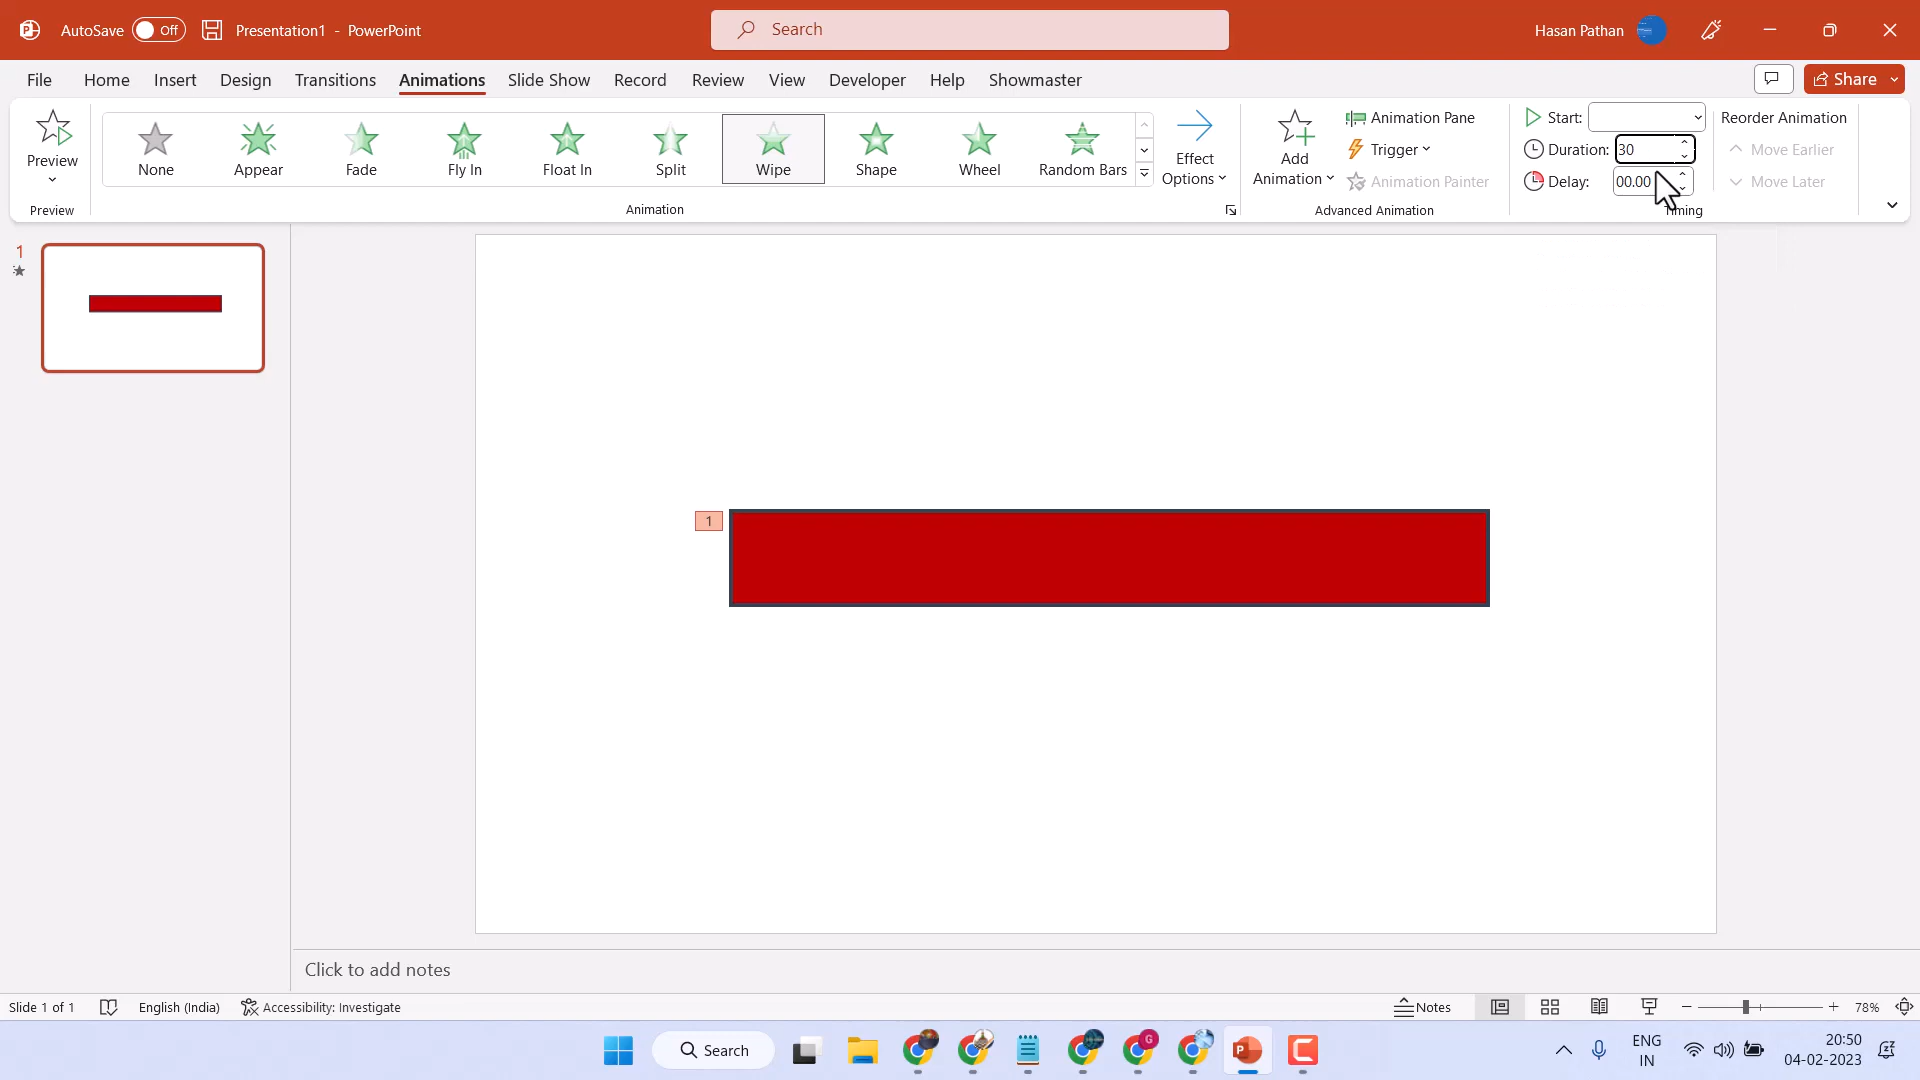 AutoSave Off Presentation1 - PowerPoint Search Hasan Pathan
File Home Insert Design Transitions Animations Slide Show Record Review View Developer Help Showmaster Share
Preview
Preview
None Appear Fade Fly In Float In Split Wipe Shape Wheel Random Bars
Animation
Effect
Options
Add
Animation
Animation Pane
Trigger
Animation Painter
Advanced Animation
Start:
Duration: 30
Delay: 00.00
Reorder Animation
Move Earlier
Move Later
1
1
Click to add notes
Slide 1 of 1 English (India) Accessibility: Investigate Notes 78%
Search
ENG
IN
20:50
04-02-2023